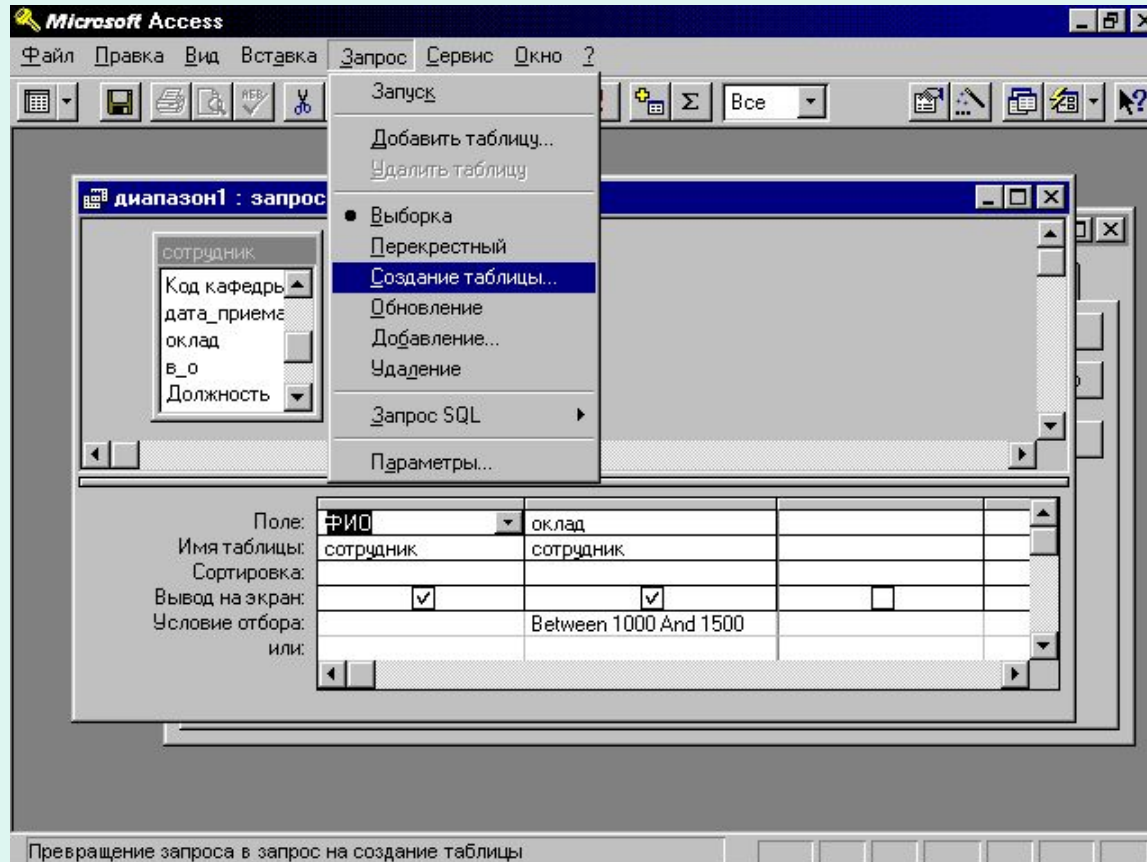 Microsoft Access
Файл Правка Вид Вставка Запрос Сервис Окно ?
Все
Запуск
Добавить таблицу...
Удалить таблицу
Выборка
Перекрестный
Создание таблицы...
Обновление
Добавление...
Удаление
Запрос SQL
Параметры...
диапазон1 : запрос
сотрудник
Код кафедры
дата_приема
оклад
в_о
Должность
Поле: ФИО оклад
Имя таблицы: сотрудник сотрудник
Сортировка:
Вывод на экран:
Условие отбора: Between 1000 And 1500
или:
Превращение запроса в запрос на создание таблицы